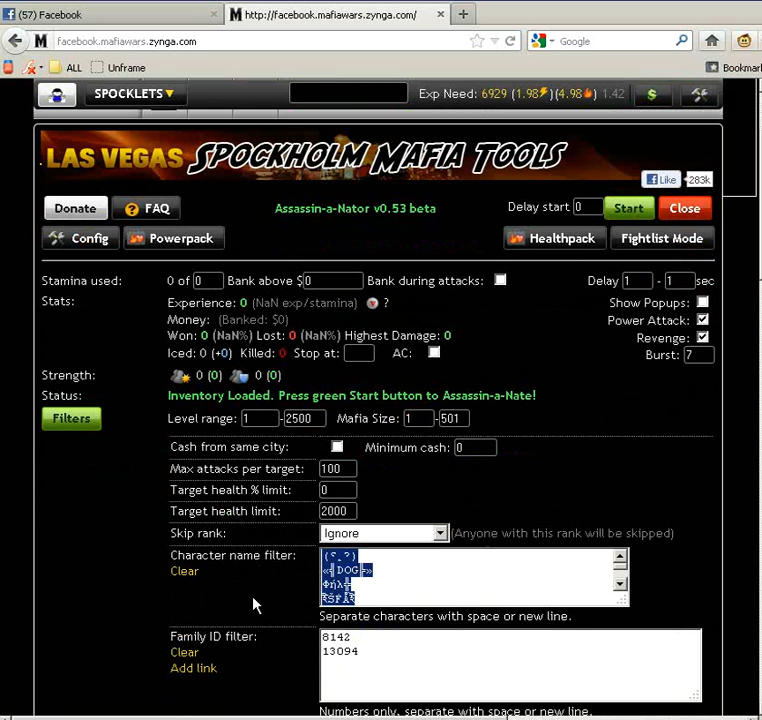 (57) Facebook
http://facebook.mafiawars.zynga.com/
facebook.mafiawars.zynga.com
Google
ALL Unframe Bookmar
SPOCKLETS Exp Need: 6929 (1.98)(4.98) 1.42 $
LAS VEGAS SPOCKHOLM MAFIA TOOLS
Like 283k
Donate ? FAQ Assassin-a-Nator v0.53 beta Delay start 0 Start Close
Config Powerpack Healthpack Fightlist Mode
Stamina used: 0 of 0 Bank above $0 Bank during attacks: Delay 1 - 1 sec
Stats: Experience: 0 (NaN exp/stamina) ? Show Popups:
Money: (Banked: $0) Power Attack:
Won: 0 (NaN%) Lost: 0 (NaN%) Highest Damage: 0 Revenge:
Iced: 0 (+0) Killed: 0 Stop at: AC: Burst: 7
Strength: 0 (0) 0 (0)
Status: Inventory Loaded. Press green Start button to Assassin-a-Nate!
Filters Level range: 1 -2500 Mafia Size: 1 -501
Cash from same city: Minimum cash: 0
Max attacks per target: 100
Target health % limit: 0
Target health limit: 2000
Skip rank: Ignore (Anyone with this rank will be skipped)
Character name filter:
«╣DOG╠»
Clear
Separate characters with space or new line.
Family ID filter: 8142
Clear 13094
Add link
Numbers only, separate with space or new line.